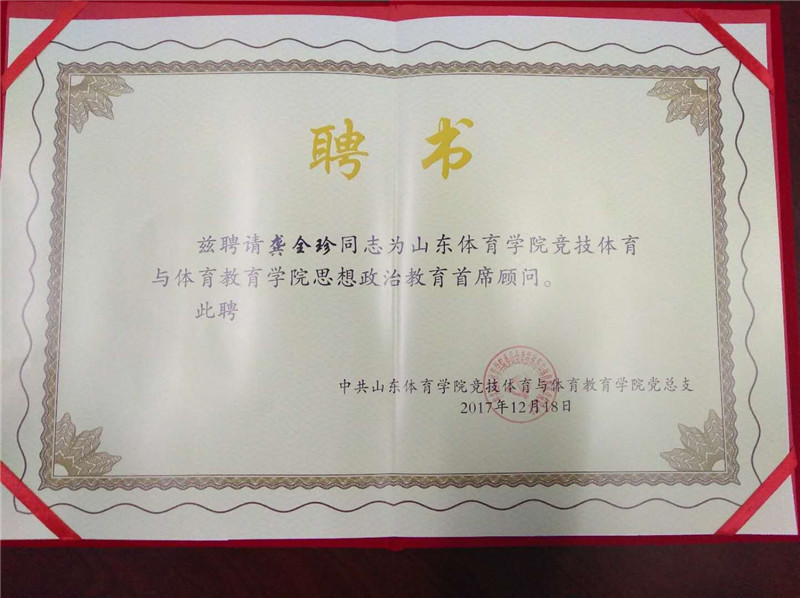 聘书
兹聘请龚全珍同志为山东体育学院竞技体育
与体育教育学院思想政治教育首席顾问。
此聘
中共山东体育学院竞技体育与体育教育学院党总支
2017年12月18日